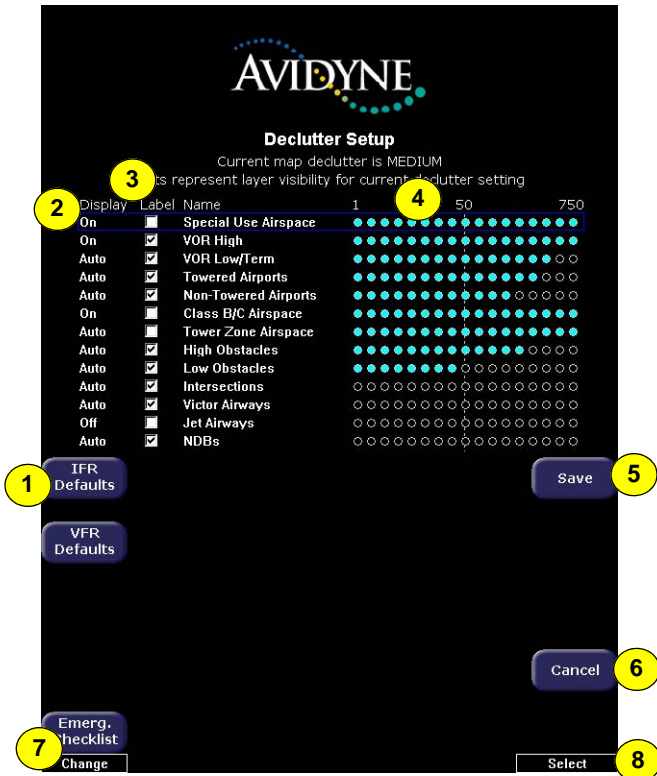 AVIDYNE
Declutter Setup
Current map declutter is MEDIUM
represent layer visibility for current declutter setting
3
4
2
Display Label Name 1 50 750
On Special Use Airspace
On VOR High
Auto VOR Low/Term
Auto Towered Airports
Auto Non-Towered Airports
On Class B/C Airspace
Auto Tower Zone Airspace
Auto High Obstacles
Auto Low Obstacles
Auto Intersections
Auto Victor Airways
Off Jet Airways
Auto NDBs
1
IFR
Defaults
Save
5
VFR
Defaults
Cancel
6
Emerg.
Checklist
7
Change
Select
8